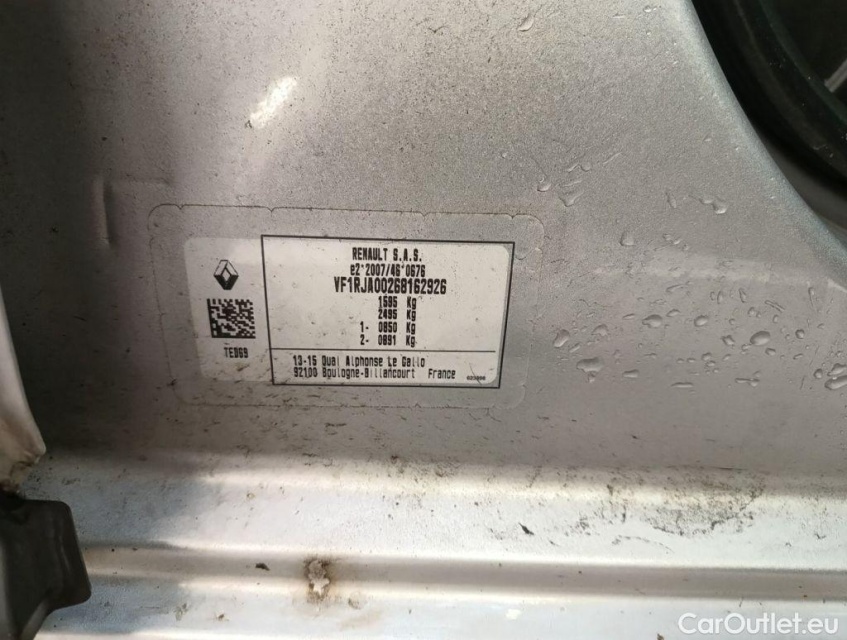 RENAULT S.A.S.
e2*2007/46*0676
VF1RJA00268162926
1595 Kg
2495 Kg
1- 0850 Kg
2- 0891 Kg
13-15 Quai Alphonse Le Gallo
92100 Boulogne-Billancourt France
CarOutlet.eu